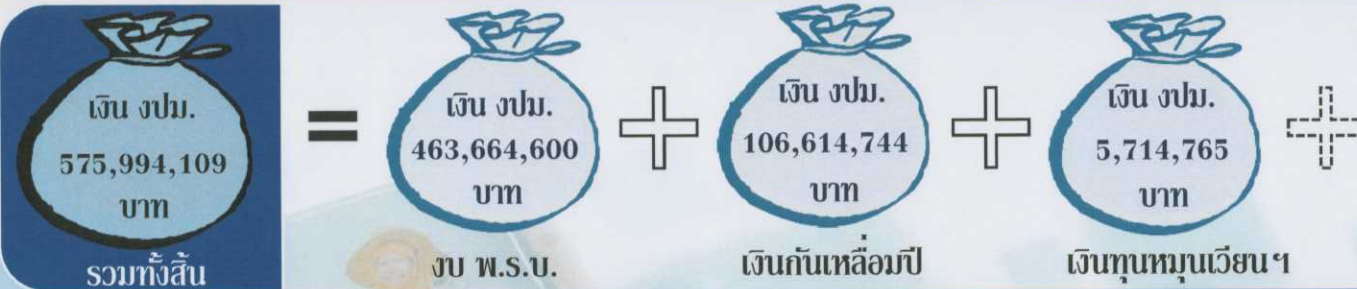 เงิน งปม.
575,994,109
บาท
รวมทั้งสิ้น
=
เงิน งปม.
463,664,600
บาท
งบ พ.ร.บ.
+
เงิน งปม.
106,614,744
บาท
เงินกันเหลื่อมปี
+
เงิน งปม.
5,714,765
บาท
เงินทุนหมุนเวียนฯ
+